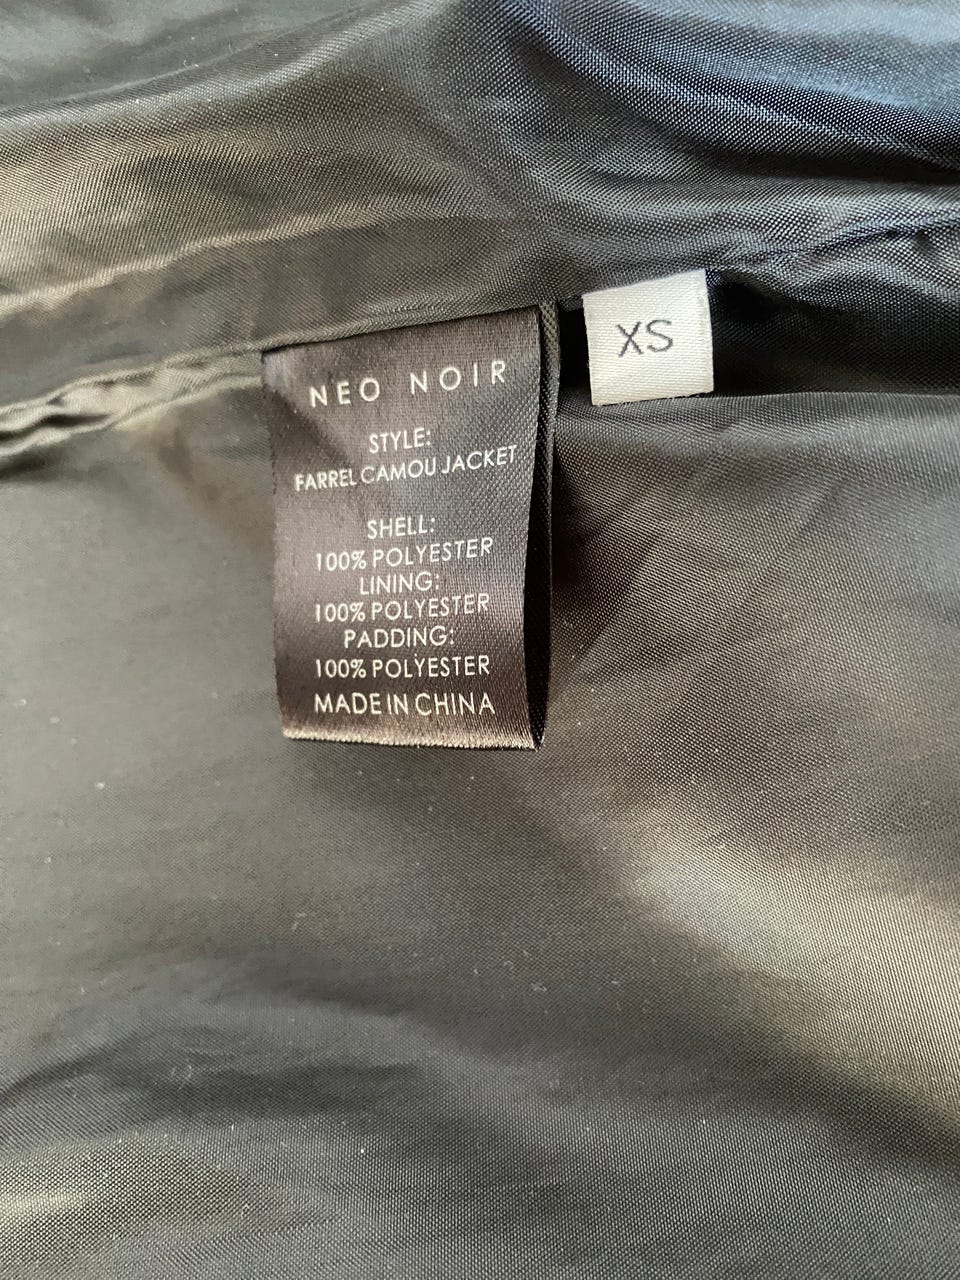 NEO NOIR
STYLE:
FARREL CAMOU JACKET
SHELL:
100% POLYESTER
LINING:
100% POLYESTER
PADDING:
100% POLYESTER
MADE IN CHINA
XS